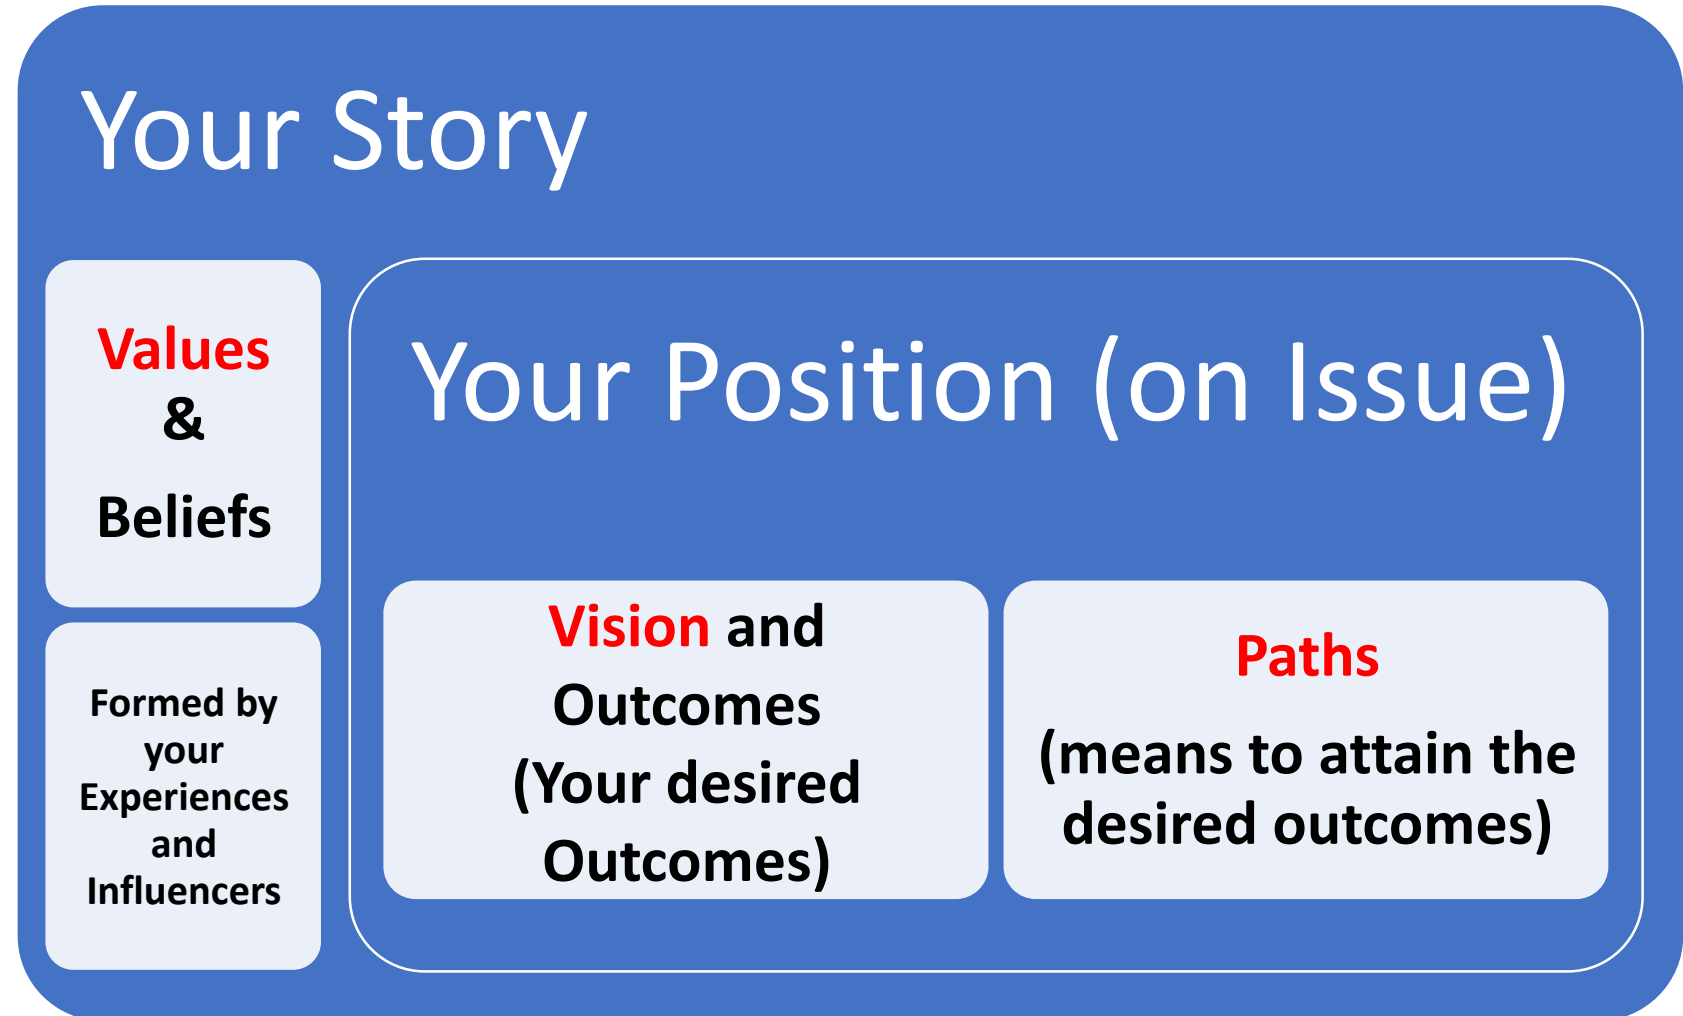 Your Story
Values
&
Beliefs
Formed by
your
Experiences
and
Influencers
Your Position (on Issue)
Vision and
Outcomes
(Your desired
Outcomes)
Paths
(means to attain the
desired outcomes)